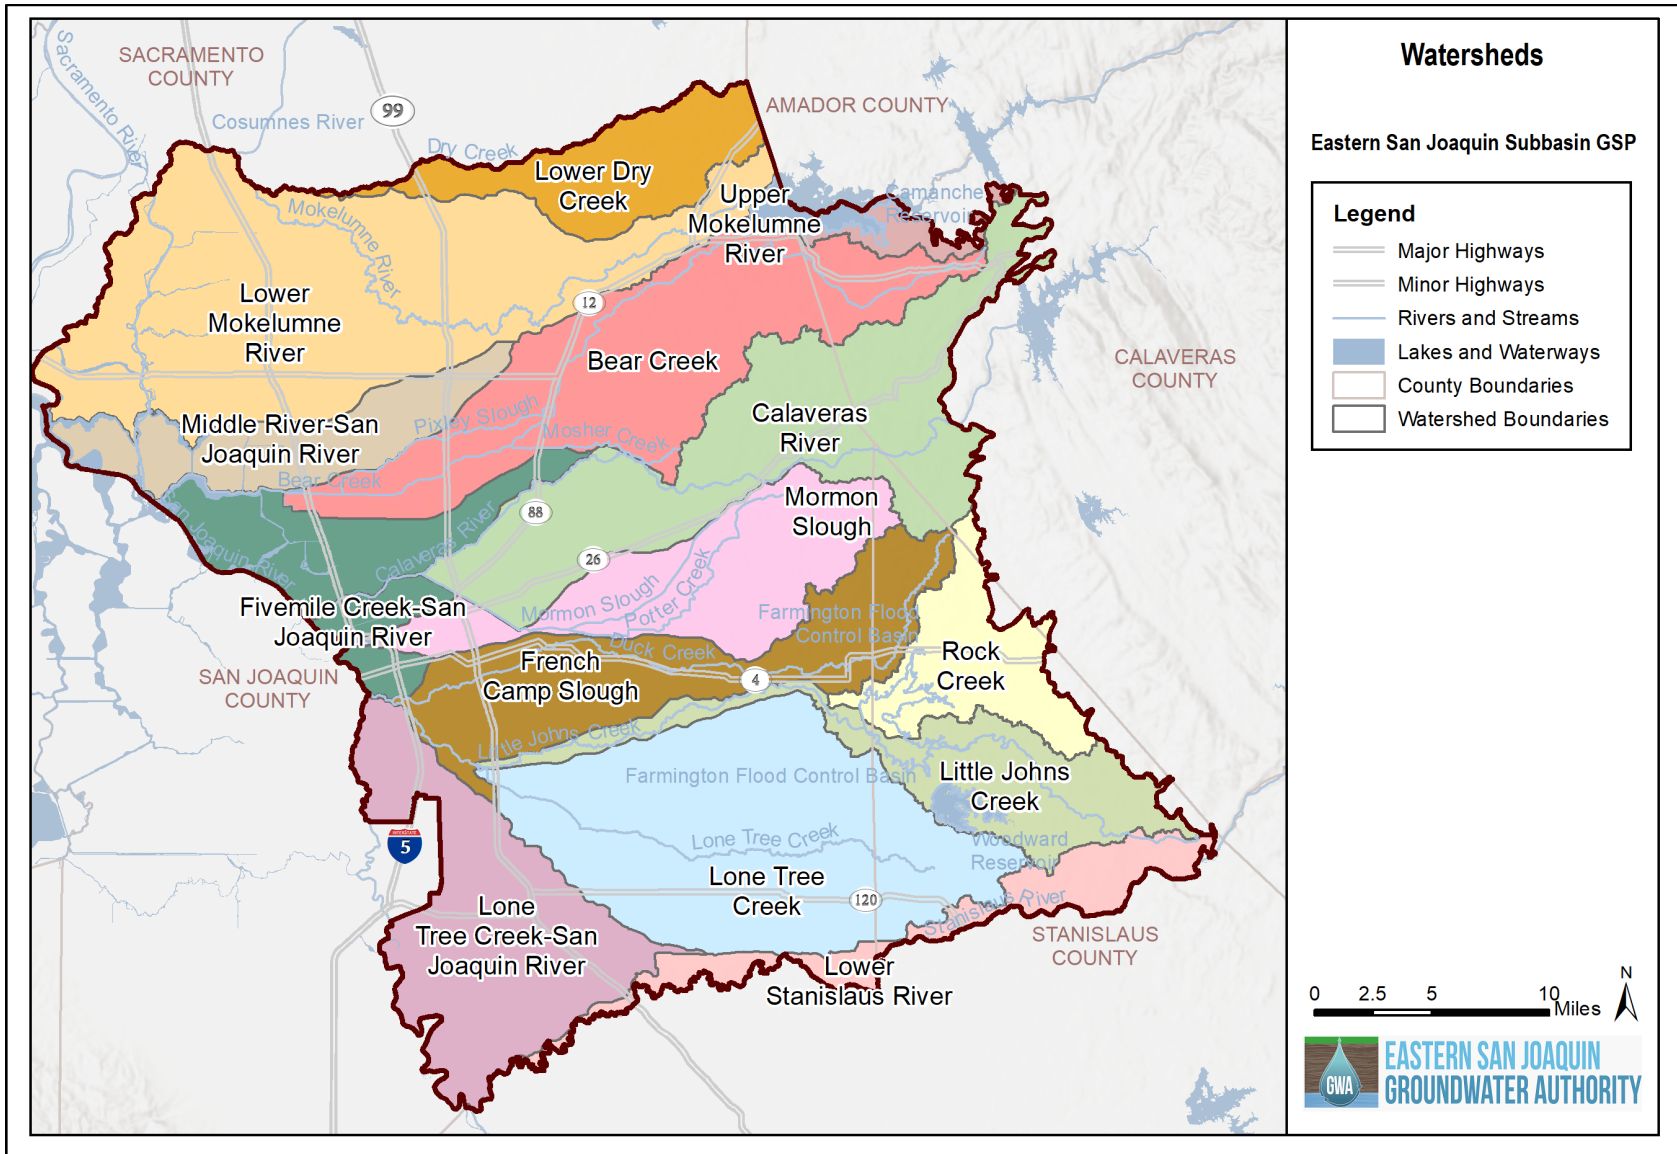 Watersheds
Eastern San Joaquin Subbasin GSP
Legend
Major Highways
Minor Highways
Rivers and Streams
Lakes and Waterways
County Boundaries
Watershed Boundaries
SACRAMENTO
COUNTY
Sacramento River
Cosumnes River
99
Dry Creek
AMADOR COUNTY
Lower Dry
Creek
Upper
Mokelumne
River
Camanche
Reservoir
Mokelumne River
Lower
Mokelumne
River
12
Bear Creek
CALAVERAS
COUNTY
Calaveras
River
Middle River-San
Joaquin River
Pixley Slough
Mosher Creek
Bear Creek
Mormon
Slough
88
San Joaquin River
Calaveras River
26
Mormon Slough
Potter Creek
Fivemile Creek-San
Joaquin River
Farmington Flood
Control Basin
Duck Creek
French
Camp Slough
4
Rock
Creek
SAN JOAQUIN
COUNTY
Little Johns Creek
Farmington Flood Control Basin
Little Johns
Creek
INTERSTATE
5
Lone Tree Creek
Woodward
Reservoir
Lone Tree
Creek
120
Stanislaus River
Lone
Tree Creek-San
Joaquin River
STANISLAUS
COUNTY
Lower
Stanislaus River
N
0 2.5 5 10
Miles
GWA
EASTERN SAN JOAQUIN
GROUNDWATER AUTHORITY